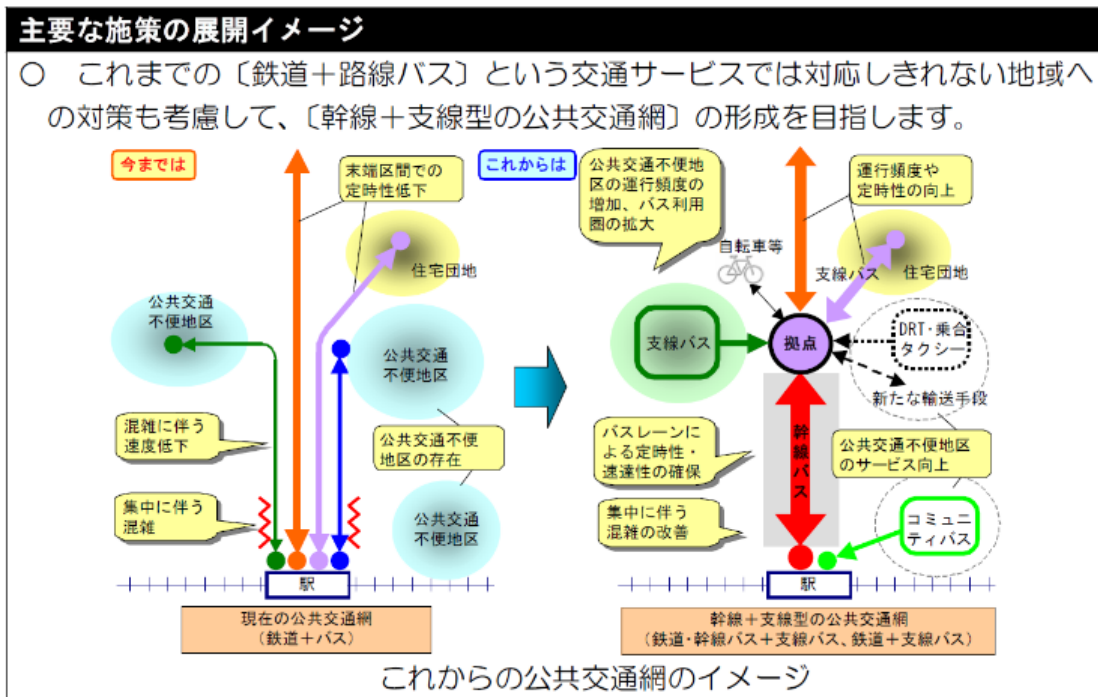 主要な施策の展開イメージ
○　これまでの〔鉄道＋路線バス〕という交通サービスでは対応しきれない地域へ
の対策も考慮して、〔幹線＋支線型の公共交通網〕の形成を目指します。
今までは
末端区間での
定時性低下
住宅団地
公共交通
不便地区
公共交通
不便地区
混雑に伴う
速度低下
公共交通不便
地区の存在
集中に伴う
混雑
公共交通
不便地区
駅
現在の公共交通網
（鉄道＋バス）
これからは
公共交通不便地
区の運行頻度の
増加、バス利用
圏の拡大
運行頻度や
定時性の向上
自転車等
支線バス
住宅団地
支線バス
拠点
DRT・乗合
タクシー
新たな輸送手段
バスレーンに
よる定時性・
速達性の確保
幹線バス
公共交通不便地区
のサービス向上
集中に伴う
混雑の改善
コミュニ
ティバス
駅
幹線＋支線型の公共交通網
（鉄道・幹線バス＋支線バス、鉄道＋支線バス）
これからの公共交通網のイメージ